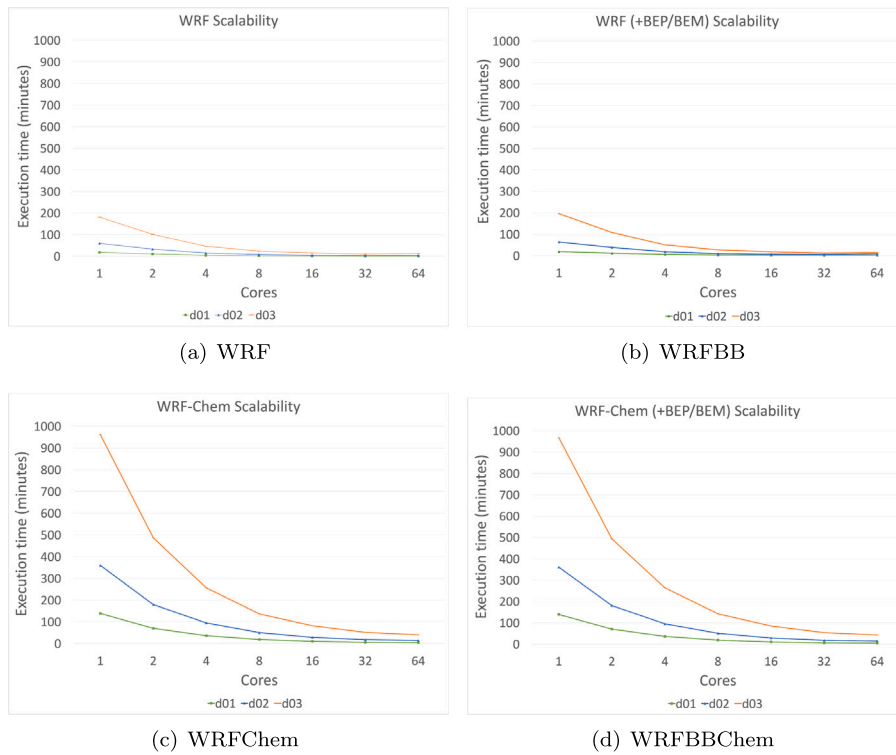 WRF Scalability
Execution time (minutes)
1000
900
800
700
600
500
400
300
200
100
0
1 2 4 8 16 32 64
Cores
d01 d02 d03
(a) WRF
WRF (+BEP/BEM) Scalability
Execution time (minutes)
1000
900
800
700
600
500
400
300
200
100
0
1 2 4 8 16 32 64
Cores
d01 d02 d03
(b) WRFBB
WRF-Chem Scalability
Execution time (minutes)
1000
900
800
700
600
500
400
300
200
100
0
1 2 4 8 16 32 64
Cores
d01 d02 d03
(c) WRFChem
WRF-Chem (+BEP/BEM) Scalability
Execution time (minutes)
1000
900
800
700
600
500
400
300
200
100
0
1 2 4 8 16 32 64
Cores
d01 d02 d03
(d) WRFBBChem